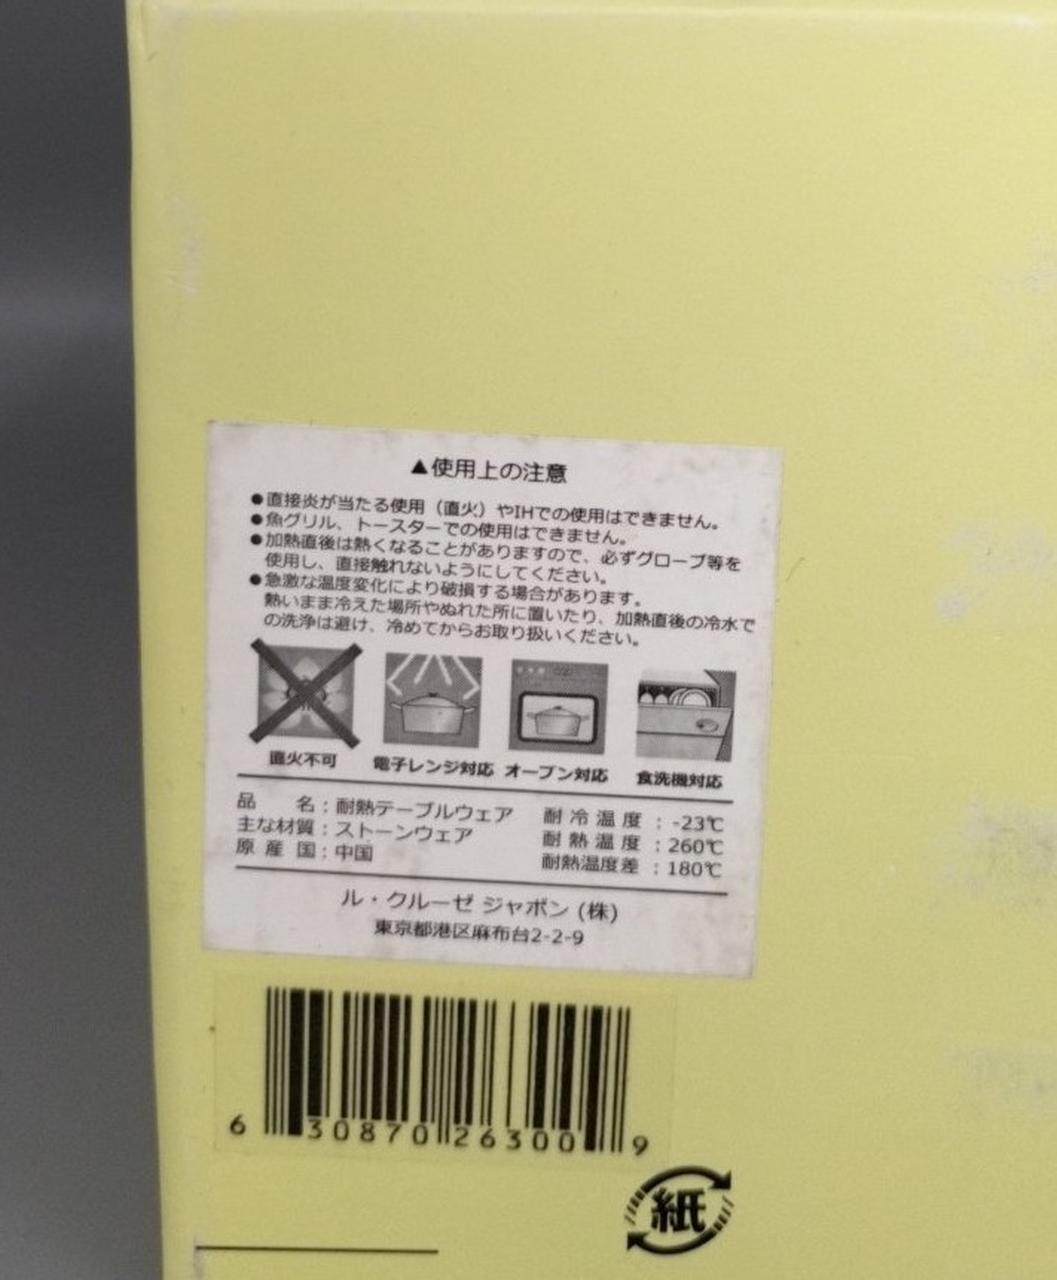 ▲使用上の注意
●直接炎が当たる使用（直火）やIHでの使用はできません。
●魚グリル、トースターでの使用はできません。
●加熱直後は熱くなることがありますので、必ずグローブ等を
使用し、直接触れないようにしてください。
●急激な温度変化により破損する場合があります。
熱いまま冷えた場所やぬれた所に置いたり、加熱直後の冷水で
の洗浄は避け、冷めてからお取り扱いください。
直火不可 電子レンジ対応 オーブン対応 食洗機対応
品　名：耐熱テーブルウェア 耐冷温度：-23℃
主な材質：ストーンウェア 耐熱温度：260℃
原産国：中国 耐熱温度差：180℃
ル・クルーゼ ジャポン (株)
東京都港区麻布台2-2-9
6 30870 26300 9
紙